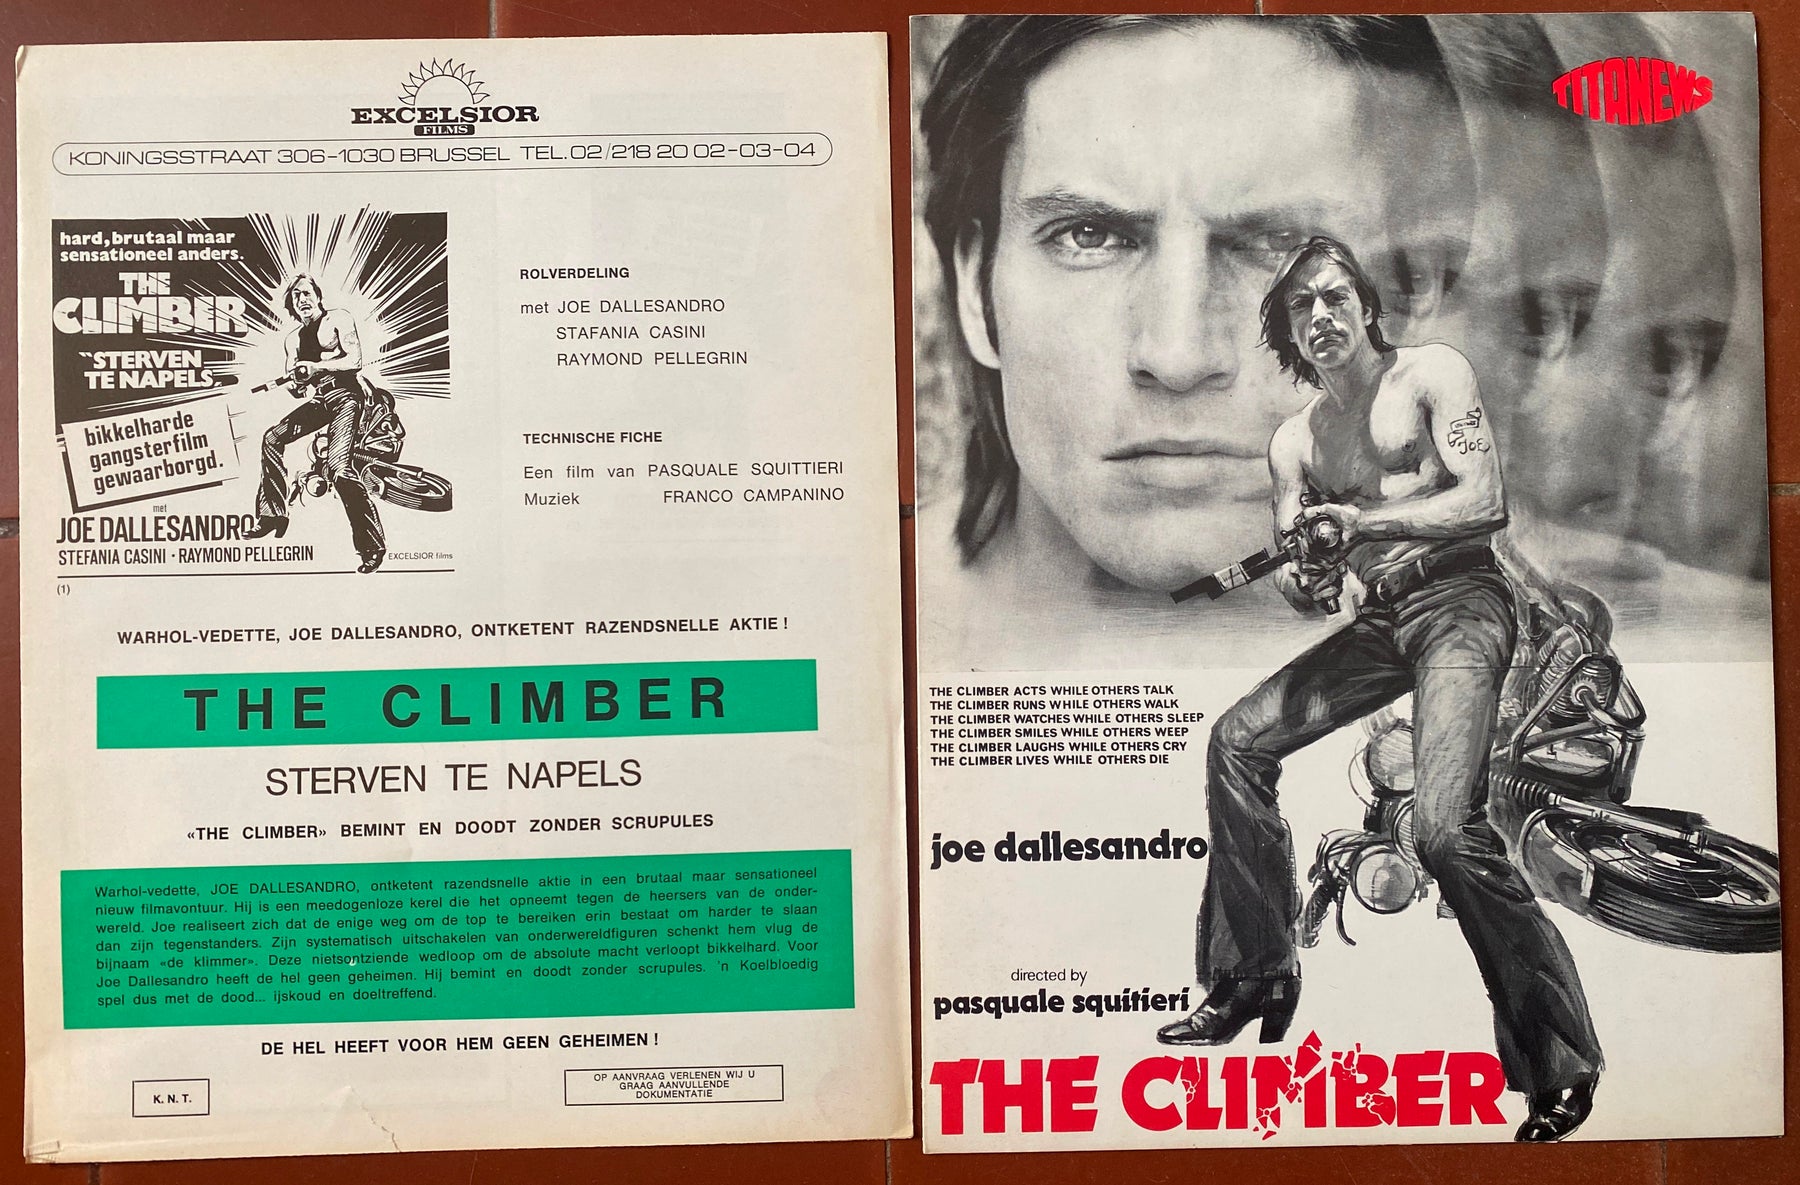 EXCELSIOR
FILMS
KONINGSSTRAAT 306-1030 BRUSSEL TEL.02/218 20 02-03-04
hard, brutaal maar
sensationeel anders.
THE
CLIMBER
"STERVEN
TE NAPELS
bikkelharde
gangsterfilm
gewaarborgd.
met
JOE DALLESANDRO
STEFANIA CASINI · RAYMOND PELLEGRIN
EXCELSIOR films
(1)
ROLVERDELING
met JOE DALLESANDRO
STAFANIA CASINI
RAYMOND PELLEGRIN
TECHNISCHE FICHE
Een film van PASQUALE SQUITTIERI
Muziek FRANCO CAMPANINO
WARHOL-VEDETTE, JOE DALLESANDRO, ONTKETENT RAZENDSNELLE AKTIE !
THE CLIMBER
STERVEN TE NAPELS
«THE CLIMBER» BEMINT EN DOODT ZONDER SCRUPULES
Warhol-vedette, JOE DALLESANDRO, ontketent razendsnelle aktie in een brutaal maar sensationeel
nieuw filmavontuur. Hij is een meedogenloze kerel die het opneemt tegen de heersers van de onder-
wereld. Joe realiseert zich dat de enige weg om de top te bereiken erin bestaat om harder te slaan
dan zijn tegenstanders. Zijn systematisch uitschakelen van onderwereldfiguren schenkt hem vlug de
bijnaam «de klimmer». Deze nietsontziende wedloop om de absolute macht verloopt bikkelhard. Voor
Joe Dallesandro heeft de hel geen geheimen. Hij bemint en doodt zonder scrupules. 'n Koelbloedig
spel dus met de dood... ijskoud en doeltreffend.
DE HEL HEEFT VOOR HEM GEEN GEHEIMEN !
K. N. T.
OP AANVRAAG VERLENEN WIJ U
GRAAG AANVULLENDE
DOKUMENTATIE
TITANEWS
JOE
THE CLIMBER ACTS WHILE OTHERS TALK
THE CLIMBER RUNS WHILE OTHERS WALK
THE CLIMBER WATCHES WHILE OTHERS SLEEP
THE CLIMBER SMILES WHILE OTHERS WEEP
THE CLIMBER LAUGHS WHILE OTHERS CRY
THE CLIMBER LIVES WHILE OTHERS DIE
joe dallesandro
directed by
pasquale squitieri
THE CLIMBER